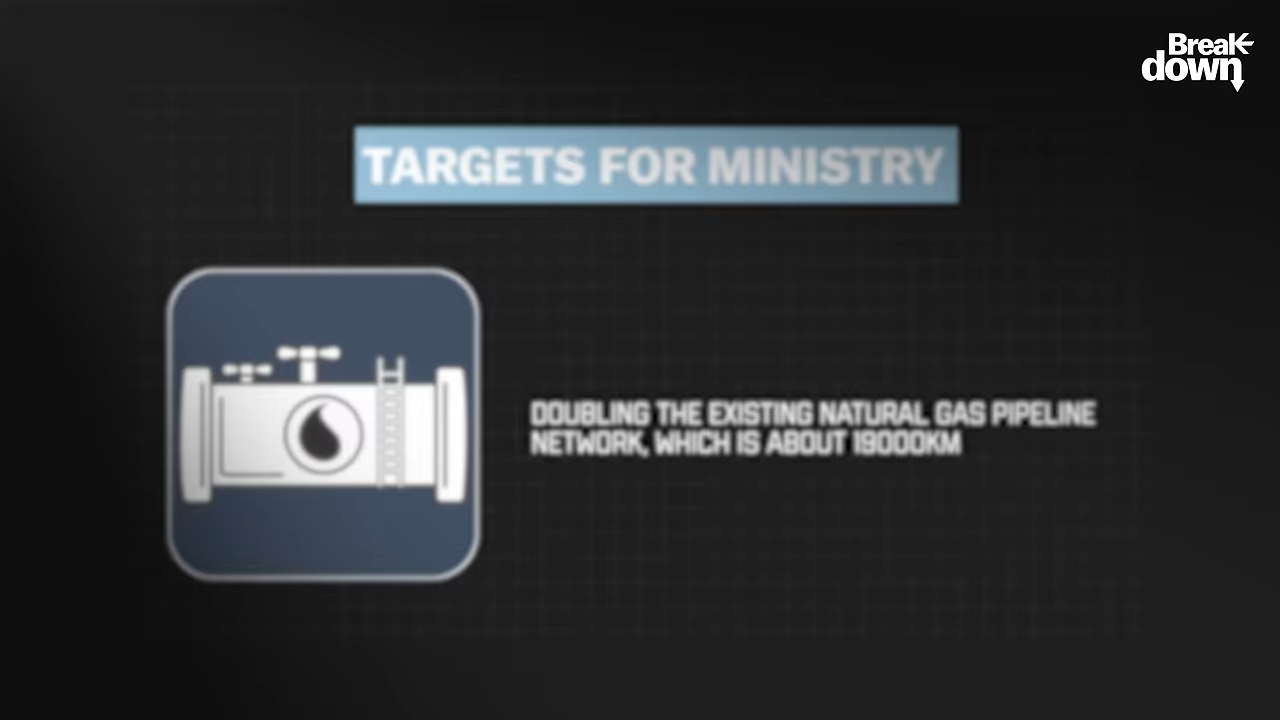 Break
down
TARGETS FOR MINISTRY
DOUBLING THE EXISTING NATURAL GAS PIPELINE
NETWORK, WHICH IS ABOUT 19000KM